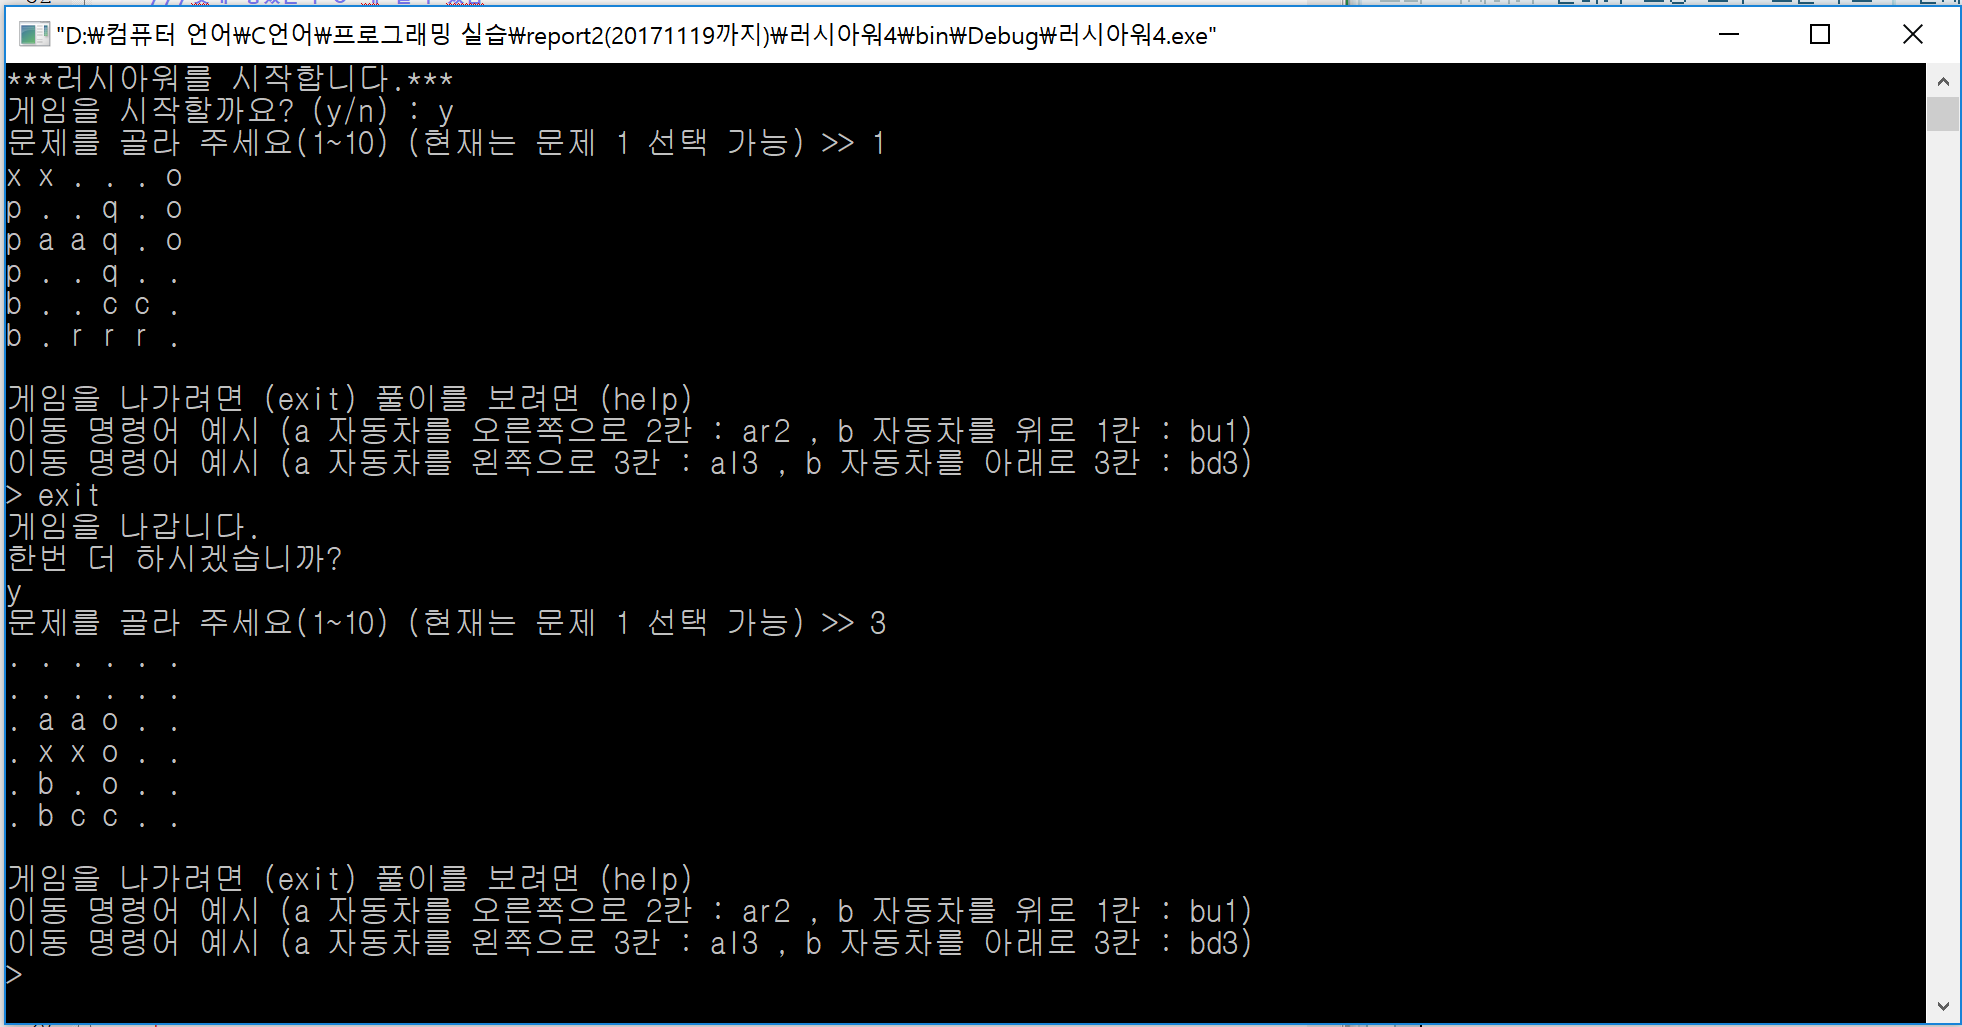 "D:\컴퓨터 언어\C언어\프로그래밍 실습\report2(20171119까지)\러시아워4\bin\Debug\러시아워4.exe"
***러시아워를 시작합니다.***
게임을 시작할까요? (y/n) : y
문제를 골라 주세요(1~10) (현재는 문제 1 선택 가능) >> 1
x x . . . o
p . . q . o
p a a q . o
p . . q . .
b . . c c .
b . r r r .
게임을 나가려면 (exit) 풀이를 보려면 (help)
이동 명령어 예시 (a 자동차를 오른쪽으로 2칸 : ar2 , b 자동차를 위로 1칸 : bu1)
이동 명령어 예시 (a 자동차를 왼쪽으로 3칸 : al3 , b 자동차를 아래로 3칸 : bd3)
> exit
게임을 나갑니다.
한번 더 하시겠습니까?
y
문제를 골라 주세요(1~10) (현재는 문제 1 선택 가능) >> 3
. . . . . .
. . . . . .
. a a o . .
. x x o . .
. b . o . .
. b c c . .
게임을 나가려면 (exit) 풀이를 보려면 (help)
이동 명령어 예시 (a 자동차를 오른쪽으로 2칸 : ar2 , b 자동차를 위로 1칸 : bu1)
이동 명령어 예시 (a 자동차를 왼쪽으로 3칸 : al3 , b 자동차를 아래로 3칸 : bd3)
>